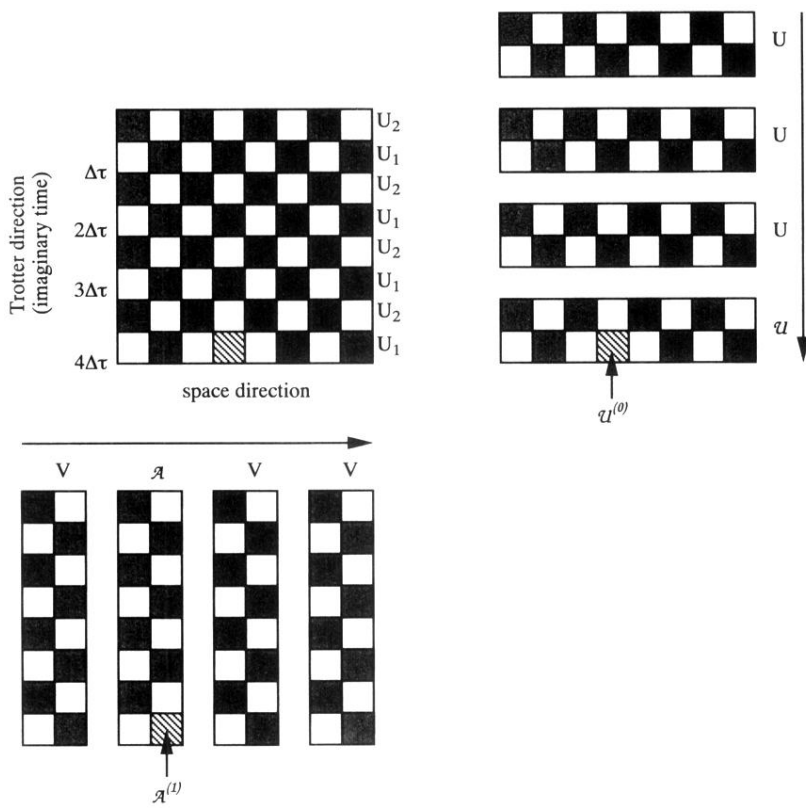 U₂
U₁
Δτ
U₂
2Δτ
U₁
U₂
3Δτ
U₁
U₂
4Δτ
U₁
Trotter direction
(imaginary time)
space direction
U
U
U
𝒰
𝒰⁽⁰⁾
V 𝒜 V V
𝒜⁽¹⁾